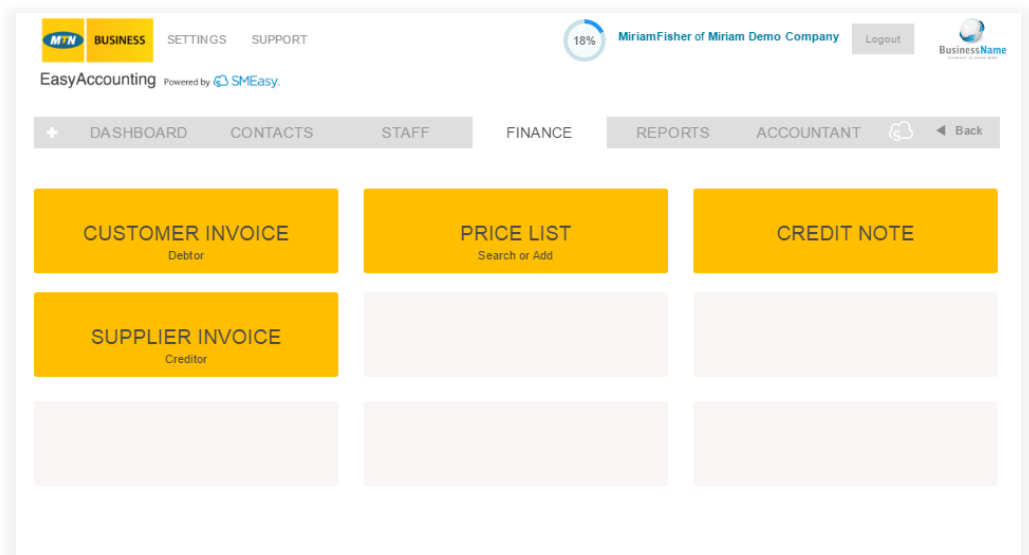 MTN BUSINESS SETTINGS SUPPORT 18% MiriamFisher of Miriam Demo Company Logout
BusinessName
EasyAccounting Powered by SMEasy.
+ DASHBOARD CONTACTS STAFF FINANCE REPORTS ACCOUNTANT S ◀ Back
CUSTOMER INVOICE
Debtor
PRICE LIST
Search or Add
CREDIT NOTE
SUPPLIER INVOICE
Creditor